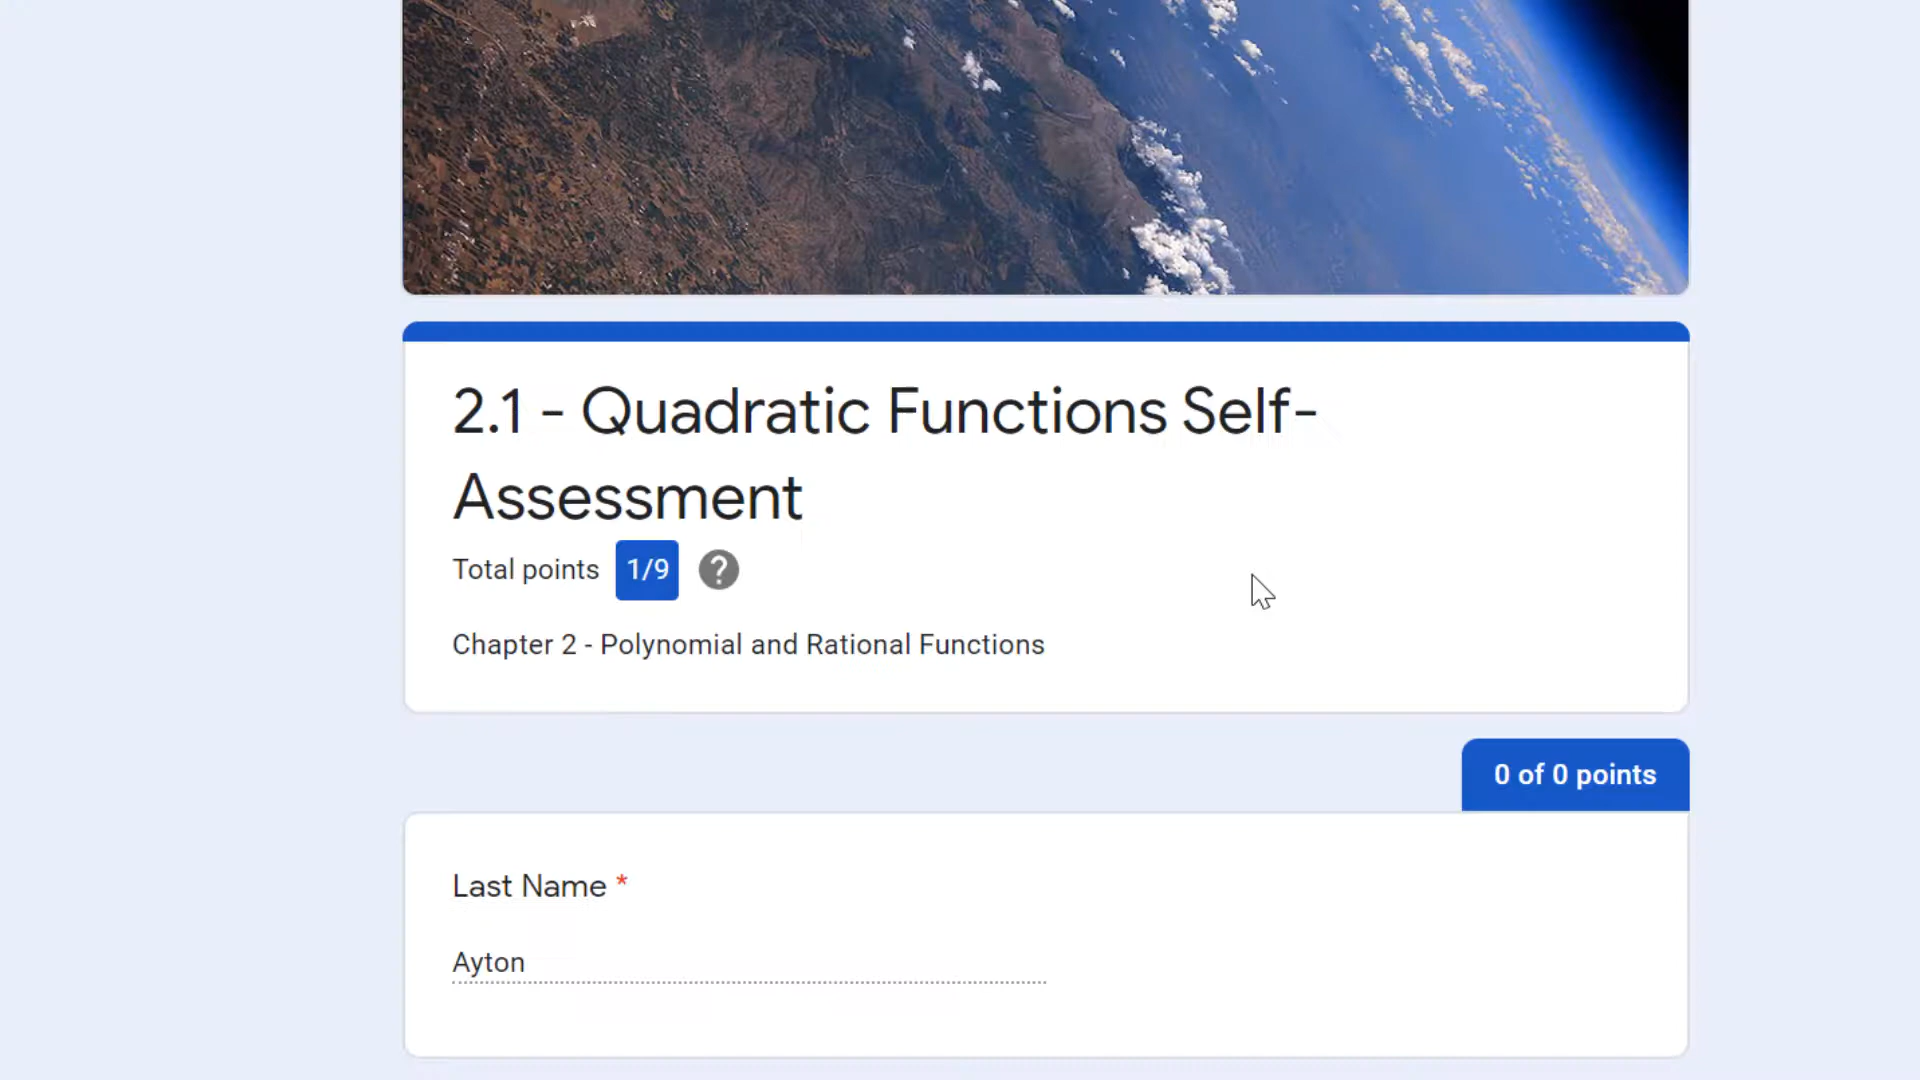 2.1 - Quadratic Functions Self-
Assessment
Total points 1/9 ?
Chapter 2 - Polynomial and Rational Functions
0 of 0 points
Last Name *
Ayton